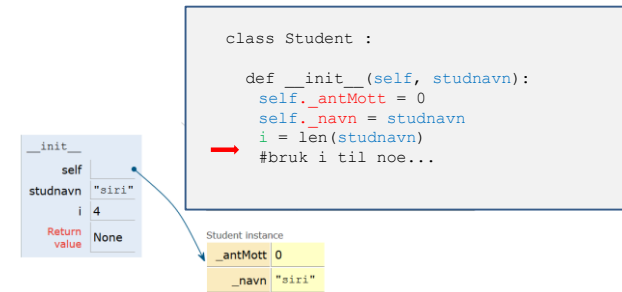 class Student :
def __init__(self, studnavn):
self._antMott = 0
self._navn = studnavn
i = len(studnavn)
#bruk i til noe...
__init__
self
studnavn "siri"
i 4
Return
value None
Student instance
_antMott 0
_navn "siri"